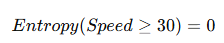 Entropy(Speed ≥ 30) = 0